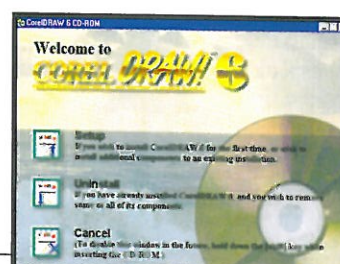 CorelDRAW 6 CD-ROM
Welcome to
COREL DRAW! 6
Setup
If you wish to install CorelDRAW 6 for the first time, or wish to
install additional components to an existing installation.
Uninstall
If you have already installed CorelDRAW 6 and you wish to remove
some or all of its components.
Cancel
(To disable this window in the future, hold down the key when
inserting the CD-ROM.)